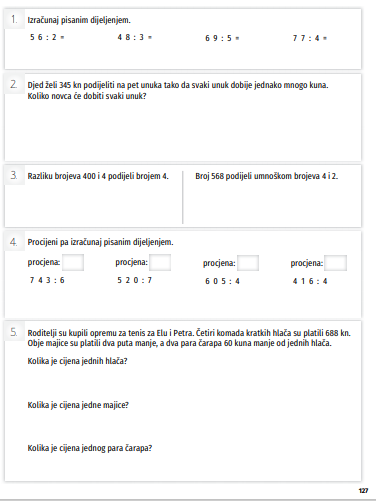 1. Izračunaj pisanim dijeljenjem.
5 6 : 2 = 4 8 : 3 = 6 9 : 5 = 7 7 : 4 =
2. Djed želi 345 kn podijeliti na pet unuka tako da svaki unuk dobije jednako mnogo kuna.
Koliko novca će dobiti svaki unuk?
3. Razliku brojeva 400 i 4 podijeli brojem 4. Broj 568 podijeli umnoškom brojeva 4 i 2.
4. Procijeni pa izračunaj pisanim dijeljenjem.
procjena: procjena: procjena: procjena:
7 4 3 : 6 5 2 0 : 7 6 0 5 : 4 4 1 6 : 4
5. Roditelji su kupili opremu za tenis za Elu i Petra. Četiri komada kratkih hlača su platili 688 kn.
Obje majice su platili dva puta manje, a dva para čarapa 60 kuna manje od jednih hlača.
Kolika je cijena jednih hlača?
Kolika je cijena jedne majice?
Kolika je cijena jednog para čarapa?
127